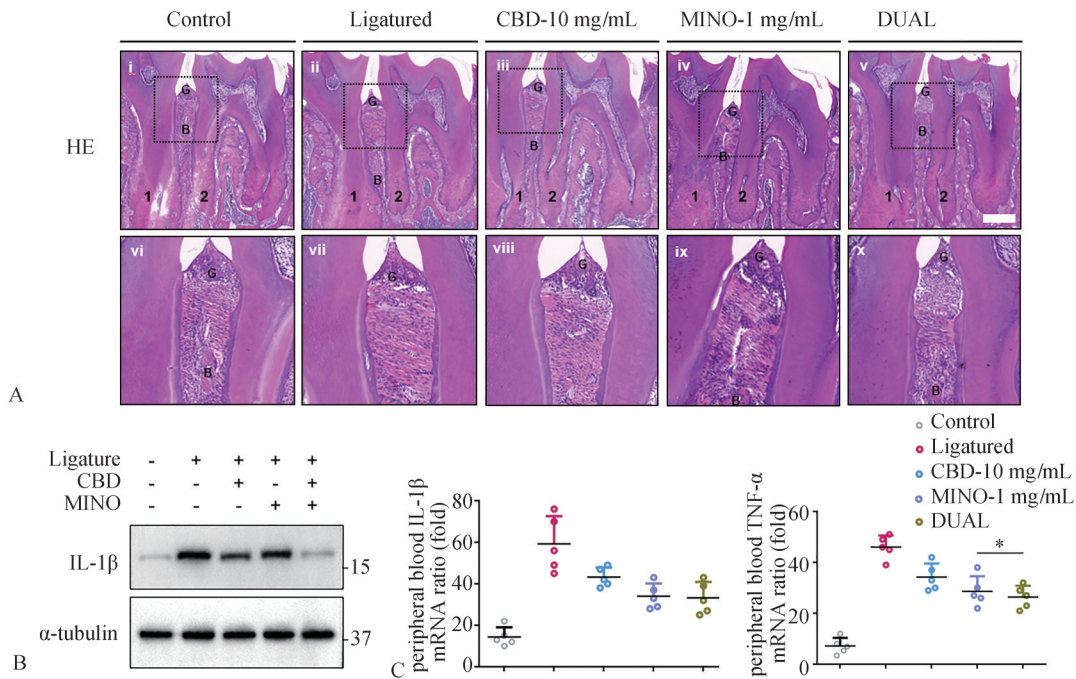 Control Ligatured CBD-10 mg/mL MINO-1 mg/mL DUAL
HE
i ii iii iv v
G G G G G
B B B B B
1 2 1 2 1 2 1 2 1 2
vi vii viii ix x
G G G G G
B B B
A
Ligature - + + + +
CBD - - + - +
MINO - - - + +
IL-1β -15
α-tubulin -37
B
peripheral blood IL-1β
mRNA ratio (fold)
80
60
40
20
0
C
peripheral blood TNF-α
mRNA ratio (fold)
60
40
20
0
*
Control
Ligatured
CBD-10 mg/mL
MINO-1 mg/mL
DUAL